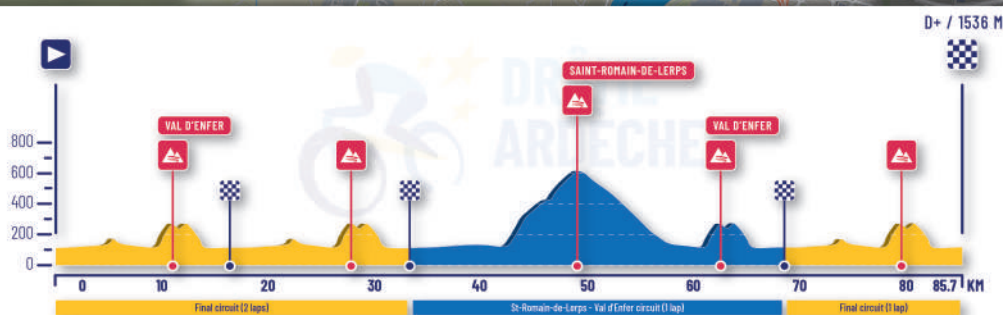 D+ / 1536 M
SAINT-ROMAIN-DE-LERPS
VAL D'ENFER
VAL D'ENFER
DRÔME
ARDÈCHE
800
600
400
200
0
0 10 20 30 40 50 60 70 80 85.7 KM
Final circuit (2 laps)
St-Romain-de-Lerps - Val d'Enfer circuit (1 lap)
Final circuit (1 lap)